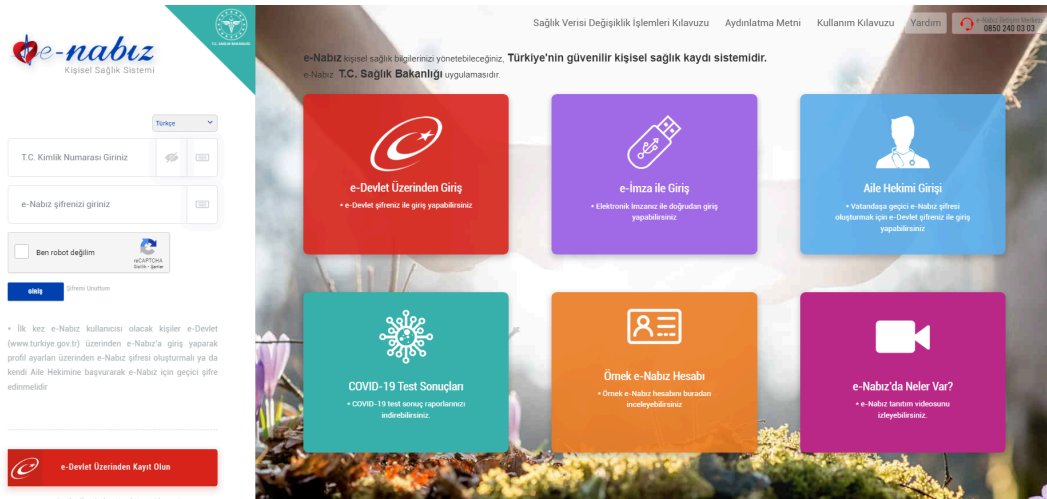 e-nabız
Kişisel Sağlık Sistemi
T.C. SAĞLIK BAKANLIĞI
Türkçe
T.C. Kimlik Numarası Giriniz
e-Nabız şifrenizi giriniz
Ben robot değilim
reCAPTCHA
Gizlilik - Şartlar
GİRİŞ
Şifremi Unuttum
• İlk kez e-Nabız kullanıcısı olacak kişiler e-Devlet
(www.turkiye.gov.tr) üzerinden e-Nabız'a giriş yaparak
profil ayarları üzerinden e-Nabız şifresi oluşturmalı ya da
kendi Aile Hekimine başvurarak e-Nabız için geçici şifre
edinmelidir
e-Devlet Üzerinden Kayıt Olun
Sağlık Verisi Değişiklik İşlemleri Kılavuzu
Aydınlatma Metni
Kullanım Kılavuzu
Yardım
e-Nabız İletişim Merkezi
0850 240 03 03
e-Nabız kişisel sağlık bilgilerinizi yönetebileceğiniz, Türkiye'nin güvenilir kişisel sağlık kaydı sistemidir.
e-Nabız T.C. Sağlık Bakanlığı uygulamasıdır.
e-Devlet Üzerinden Giriş
• e-Devlet şifreniz ile giriş yapabilirsiniz
e-İmza ile Giriş
• Elektronik İmzanız ile doğrudan giriş
yapabilirsiniz
Aile Hekimi Girişi
• Vatandaşa geçici e-Nabız şifresi
oluşturmak için e-Devlet şifreniz ile giriş
yapabilirsiniz
COVID-19 Test Sonuçları
• COVID-19 test sonuç raporlarınızı
indirebilirsiniz.
Örnek e-Nabız Hesabı
• Örnek e-Nabız hesabını buradan
inceleyebilirsiniz
e-Nabız'da Neler Var?
• e-Nabız tanıtım videosunu
izleyebilirsiniz.